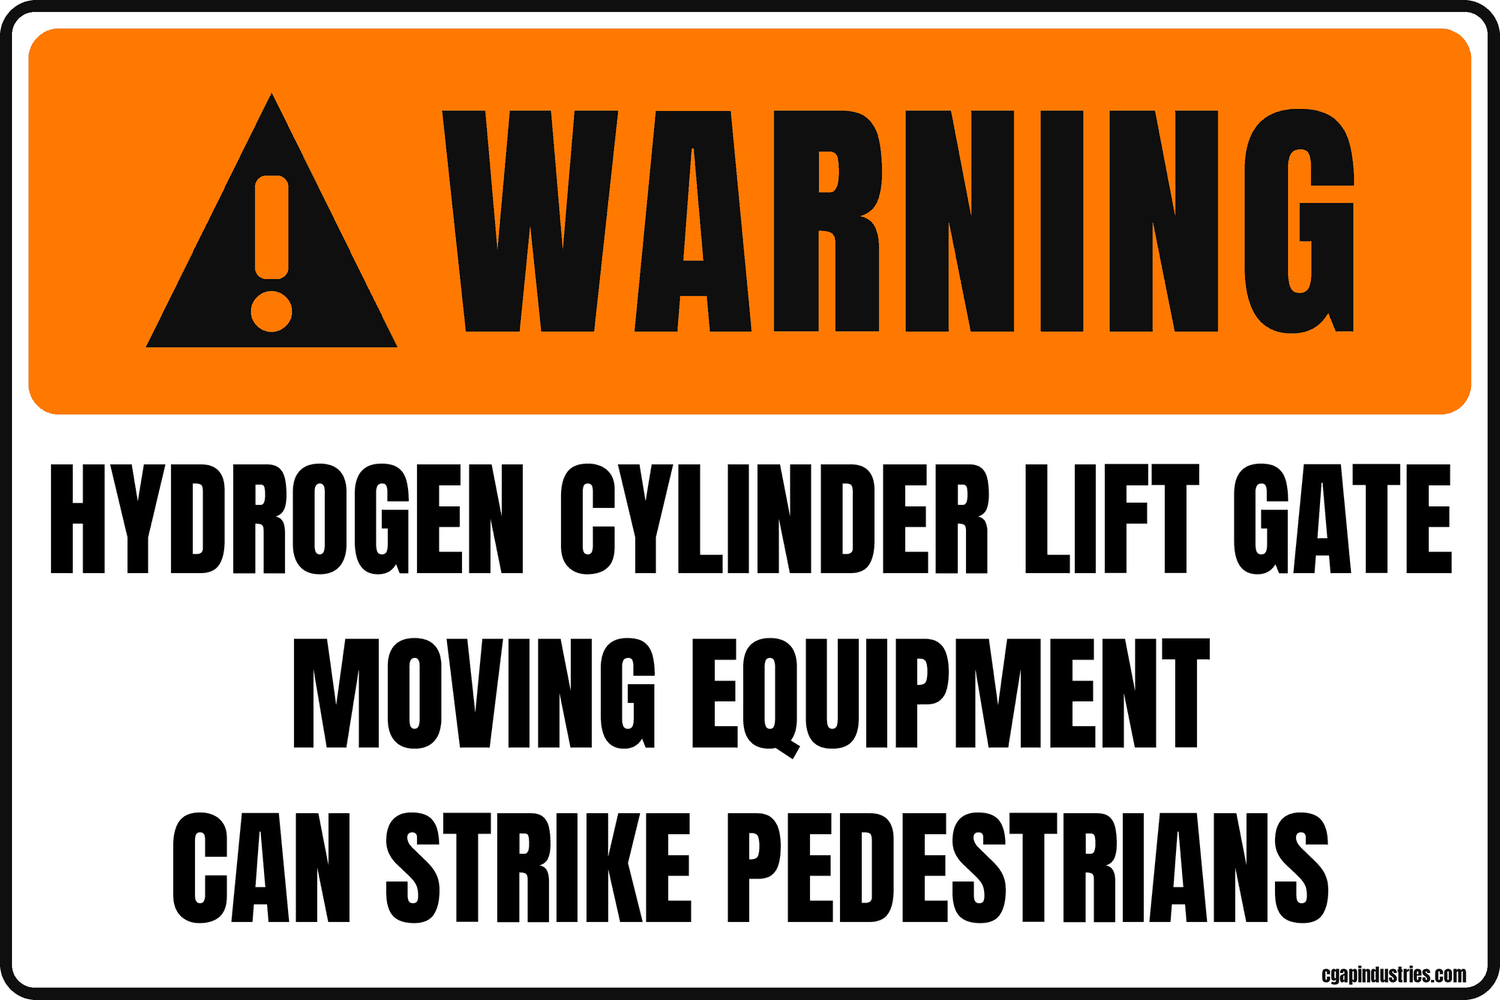 WARNING
HYDROGEN CYLINDER LIFT GATE
MOVING EQUIPMENT
CAN STRIKE PEDESTRIANS
cgapindustries.com